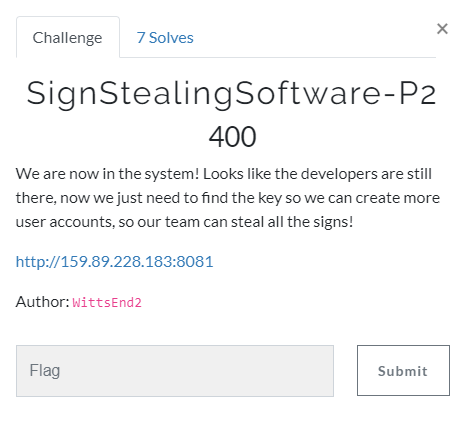 Challenge
7 Solves
×
SignStealingSoftware-P2
400
We are now in the system! Looks like the developers are still
there, now we just need to find the key so we can create more
user accounts, so our team can steal all the signs!
http://159.89.228.183:8081
Author: WittsEnd2
Flag
Submit